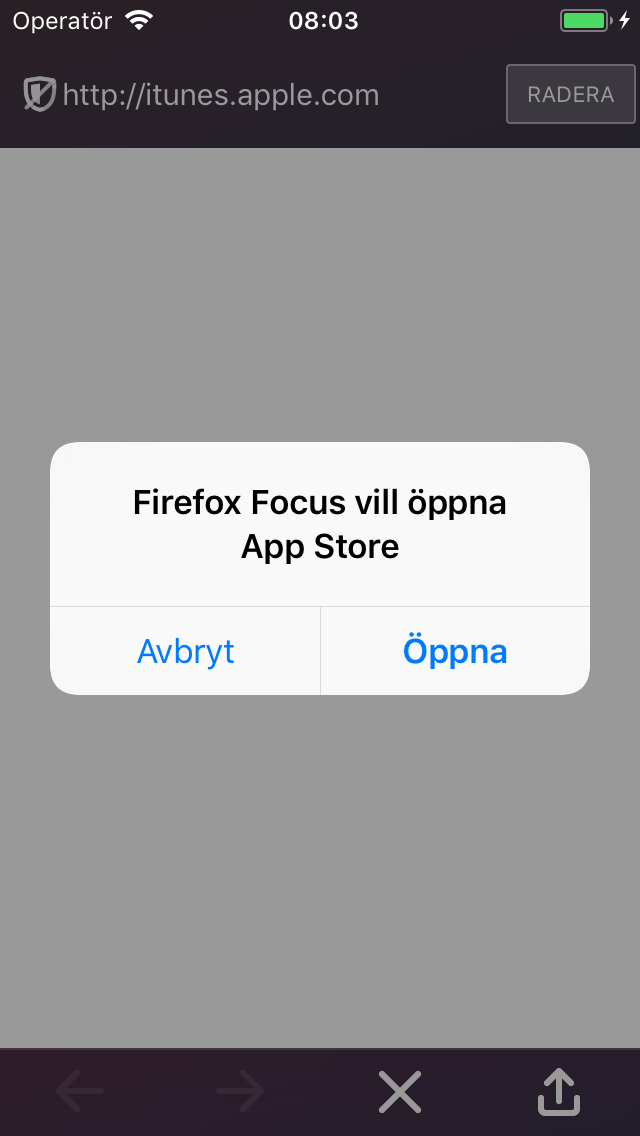 Operatör 08:03
http://itunes.apple.com RADERA
Firefox Focus vill öppna
App Store
Avbryt Öppna